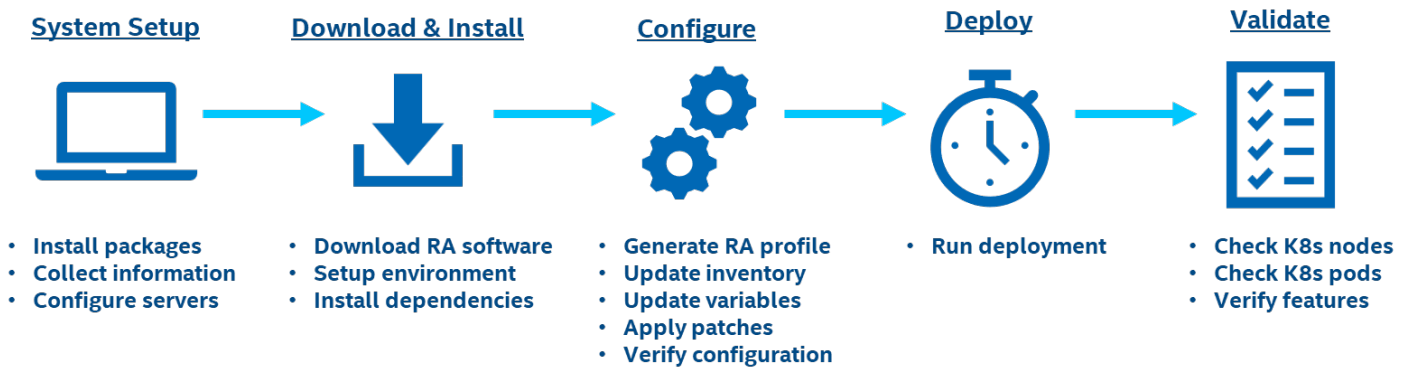 System Setup
• Install packages
• Collect information
• Configure servers
Download & Install
• Download RA software
• Setup environment
• Install dependencies
Configure
• Generate RA profile
• Update inventory
• Update variables
• Apply patches
• Verify configuration
Deploy
• Run deployment
Validate
• Check K8s nodes
• Check K8s pods
• Verify features